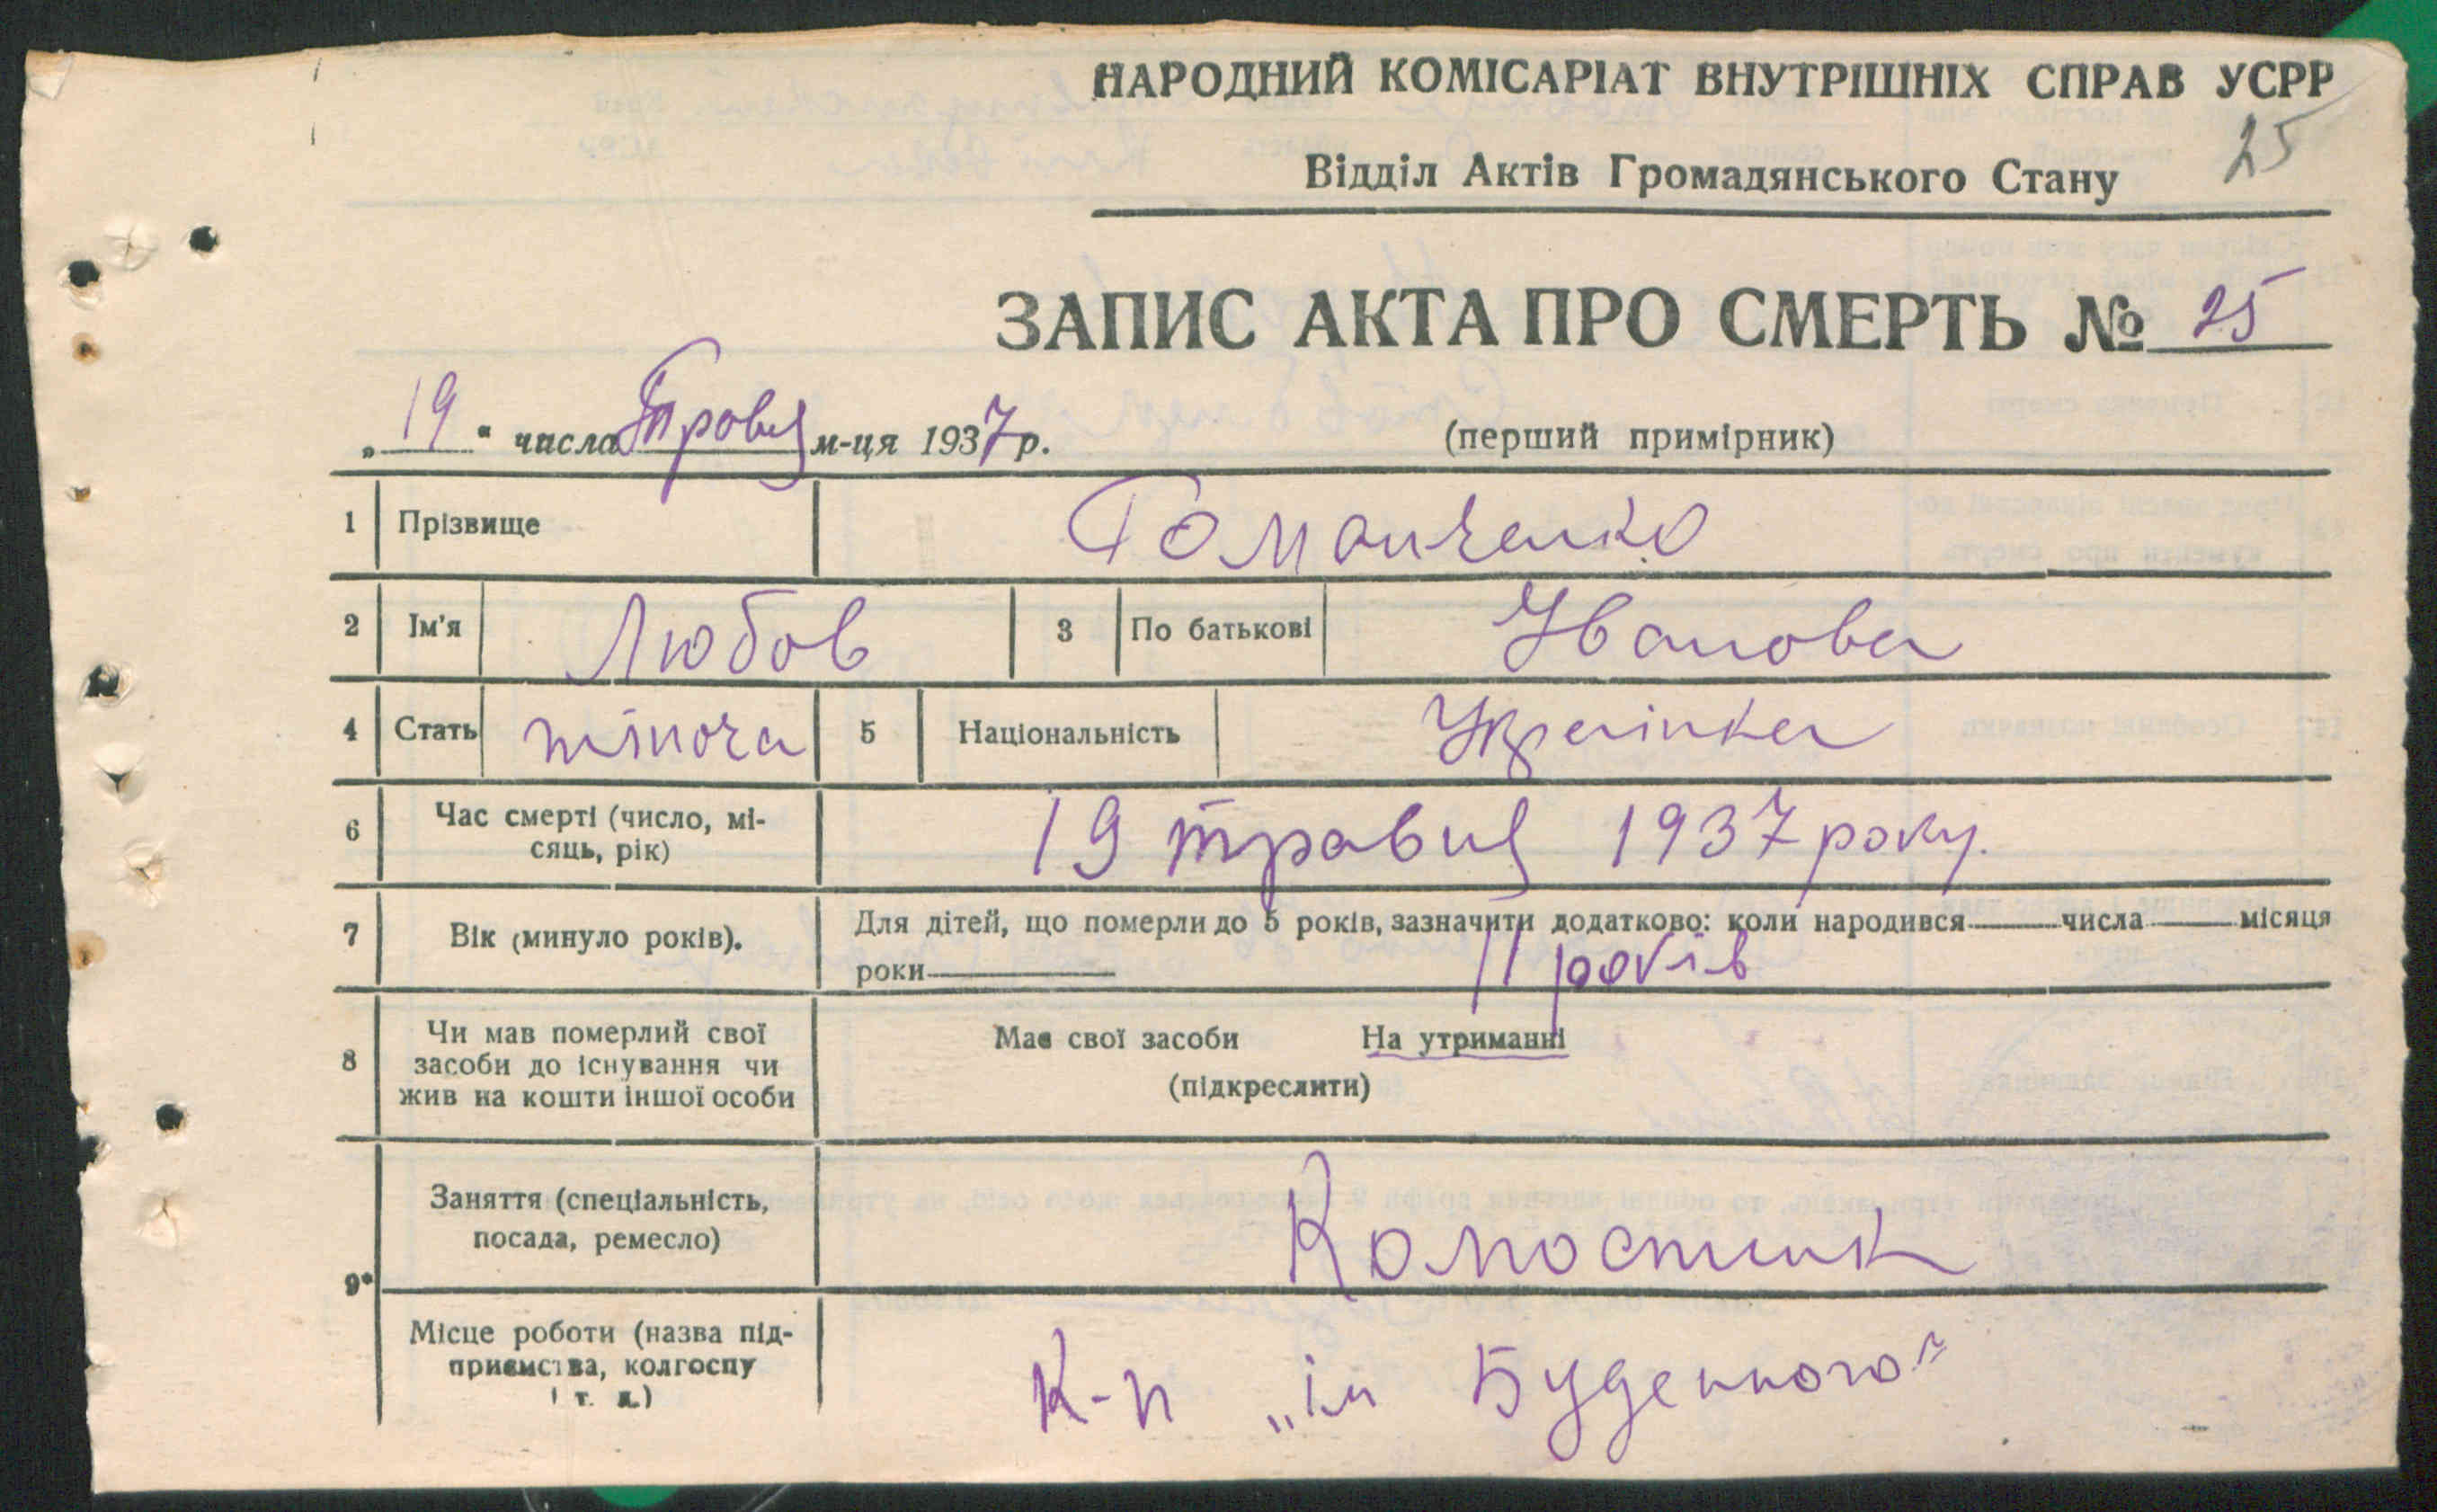 НАРОДНИЙ КОМІСАРІАТ ВНУТРІШНІХ СПРАВ УСРР
25
Відділ Актів Громадянського Стану
ЗАПИС АКТА ПРО СМЕРТЬ № 25
„19“ числа Травня м-ця 1937 р.
(перший примірник)
1 Прізвище Романченко
2 Ім'я Любов 3 По батькові Іванова
4 Стать жіноча 5 Національність Українка
6 Час смерті (число, мі-
сяць, рік)
19 травня 1937 року.
7 Вік (минуло років).
Для дітей, що померли до 5 років, зазначити додатково: коли народився числа місяця
роки 11 років
8 Чи мав померлий свої
засоби до існування чи
жив на кошти іншої особи
Має свої засоби На утриманні
(підкреслити)
9* Заняття (спеціальність,
посада, ремесло)
Місце роботи (назва під-
приємства, колгоспу
і т. д.)
К-п „ім Буденного"